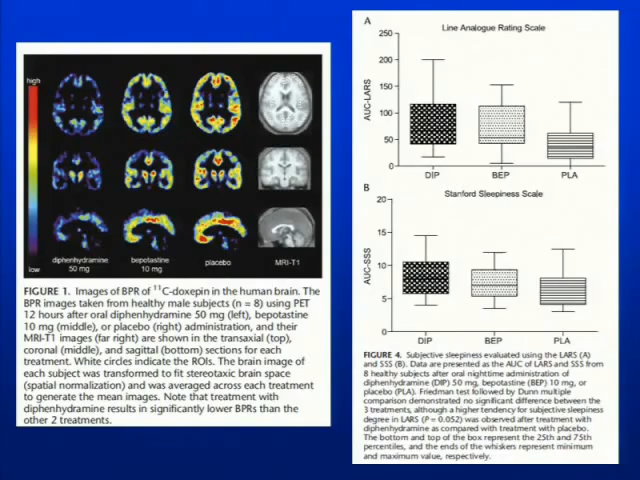 high
low
diphenhydramine
50 mg
bepotastine
10 mg
placebo
MRI-T1
FIGURE 1. Images of BPR of 11C-doxepin in the human brain. The
BPR images taken from healthy male subjects (n = 8) using PET
12 hours after oral diphenhydramine 50 mg (left), bepotastine
10 mg (middle), or placebo (right) administration, and their
MRI-T1 images (far right) are shown in the transaxial (top),
coronal (middle), and sagittal (bottom) sections for each
treatment. White circles indicate the ROIs. The brain image of
each subject was transformed to fit stereotaxic brain space
(spatial normalization) and was averaged across each treatment
to generate the mean images. Note that treatment with
diphenhydramine results in significantly lower BPRs than the
other 2 treatments.
A
Line Analogue Rating Scale
AUC-LARS
250
200
150
100
50
0
DIP
BEP
PLA
B
Stanford Sleepiness Scale
AUC-SSS
20
15
10
5
0
DIP
BEP
PLA
FIGURE 4. Subjective sleepiness evaluated using the LARS (A)
and SSS (B). Data are presented as the AUC of LARS and SSS from
8 healthy subjects after oral nighttime administration of
diphenhydramine (DIP) 50 mg, bepotastine (BEP) 10 mg, or
placebo (PLA). Friedman test followed by Dunn multiple
comparison demonstrated no significant difference between the
3 treatments, although a higher tendency for subjective sleepiness
degree in LARS (P = 0.052) was observed after treatment with
diphenhydramine as compared with treatment with placebo.
The bottom and top of the box represent the 25th and 75th
percentiles, and the ends of the whiskers represent minimum
and maximum value, respectively.